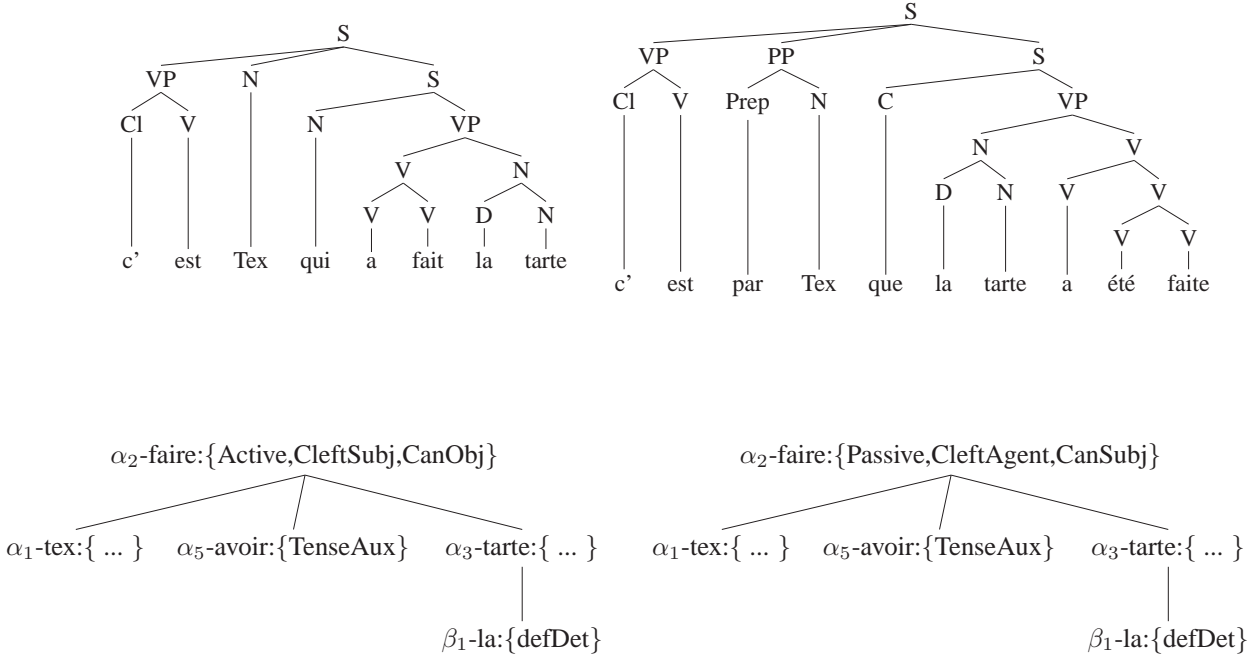 S
VP N S
Cl V N VP
V N
V V D N
c' est Tex qui a fait la tarte
S
VP PP S
Cl V Prep N C VP
N V
D N V V
V V
c' est par Tex que la tarte a été faite
α₂-faire:{Active,CleftSubj,CanObj}
α₁-tex:{ ... } α₅-avoir:{TenseAux} α₃-tarte:{ ... }
β₁-la:{defDet}
α₂-faire:{Passive,CleftAgent,CanSubj}
α₁-tex:{ ... } α₅-avoir:{TenseAux} α₃-tarte:{ ... }
β₁-la:{defDet}